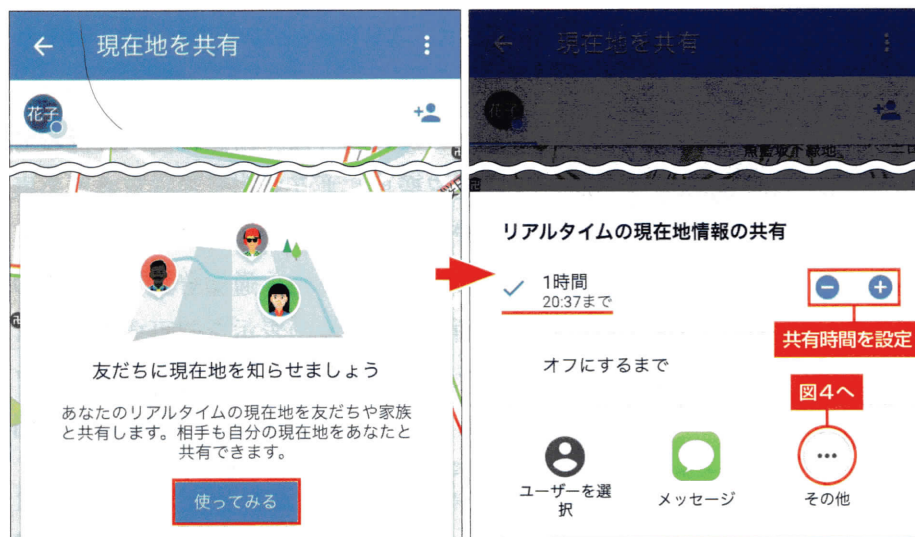 現在地を共有
花子
友だちに現在地を知らせましょう
あなたのリアルタイムの現在地を友だちや家族
と共有します。相手も自分の現在地をあなたと
共有できます。
使ってみる
現在地を共有
花子
リアルタイムの現在地情報の共有
1時間
20:37まで
共有時間を設定
オフにするまで
図4へ
ユーザーを選
択
メッセージ
その他